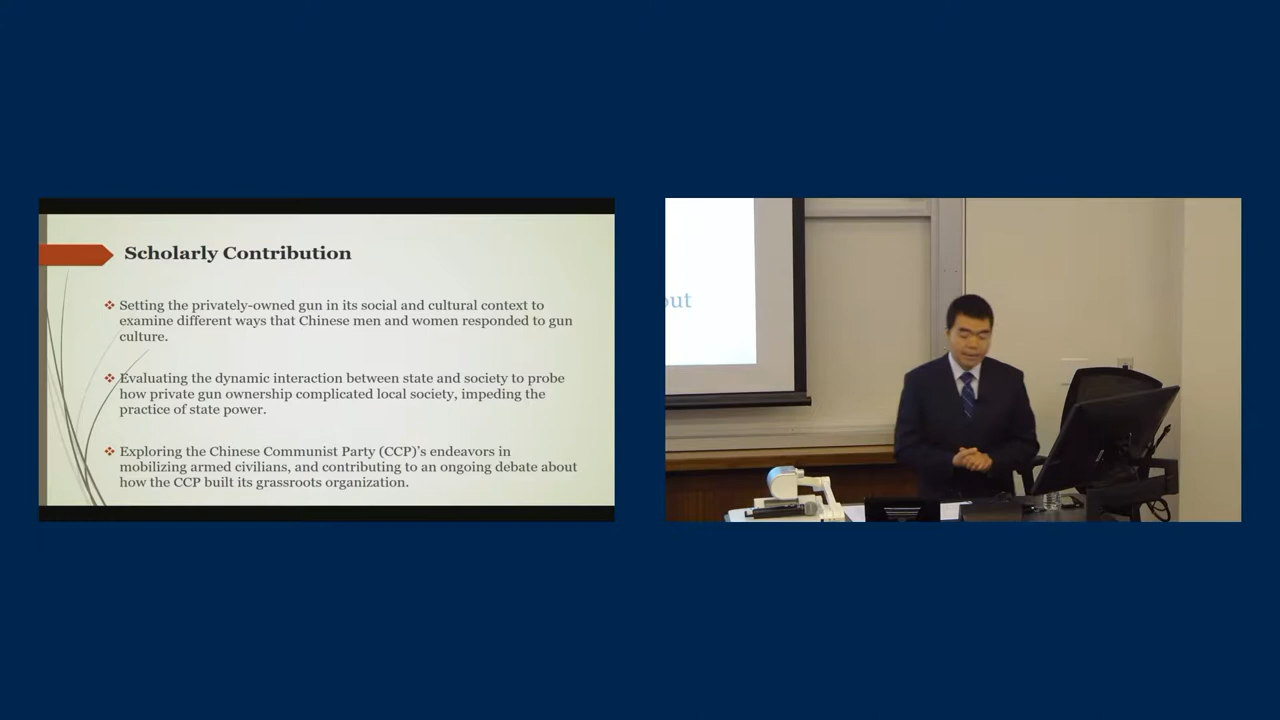 Scholarly Contribution
Setting the privately-owned gun in its social and cultural context to
examine different ways that Chinese men and women responded to gun
culture.
Evaluating the dynamic interaction between state and society to probe
how private gun ownership complicated local society, impeding the
practice of state power.
Exploring the Chinese Communist Party (CCP)'s endeavors in
mobilizing armed civilians, and contributing to an ongoing debate about
how the CCP built its grassroots organization.